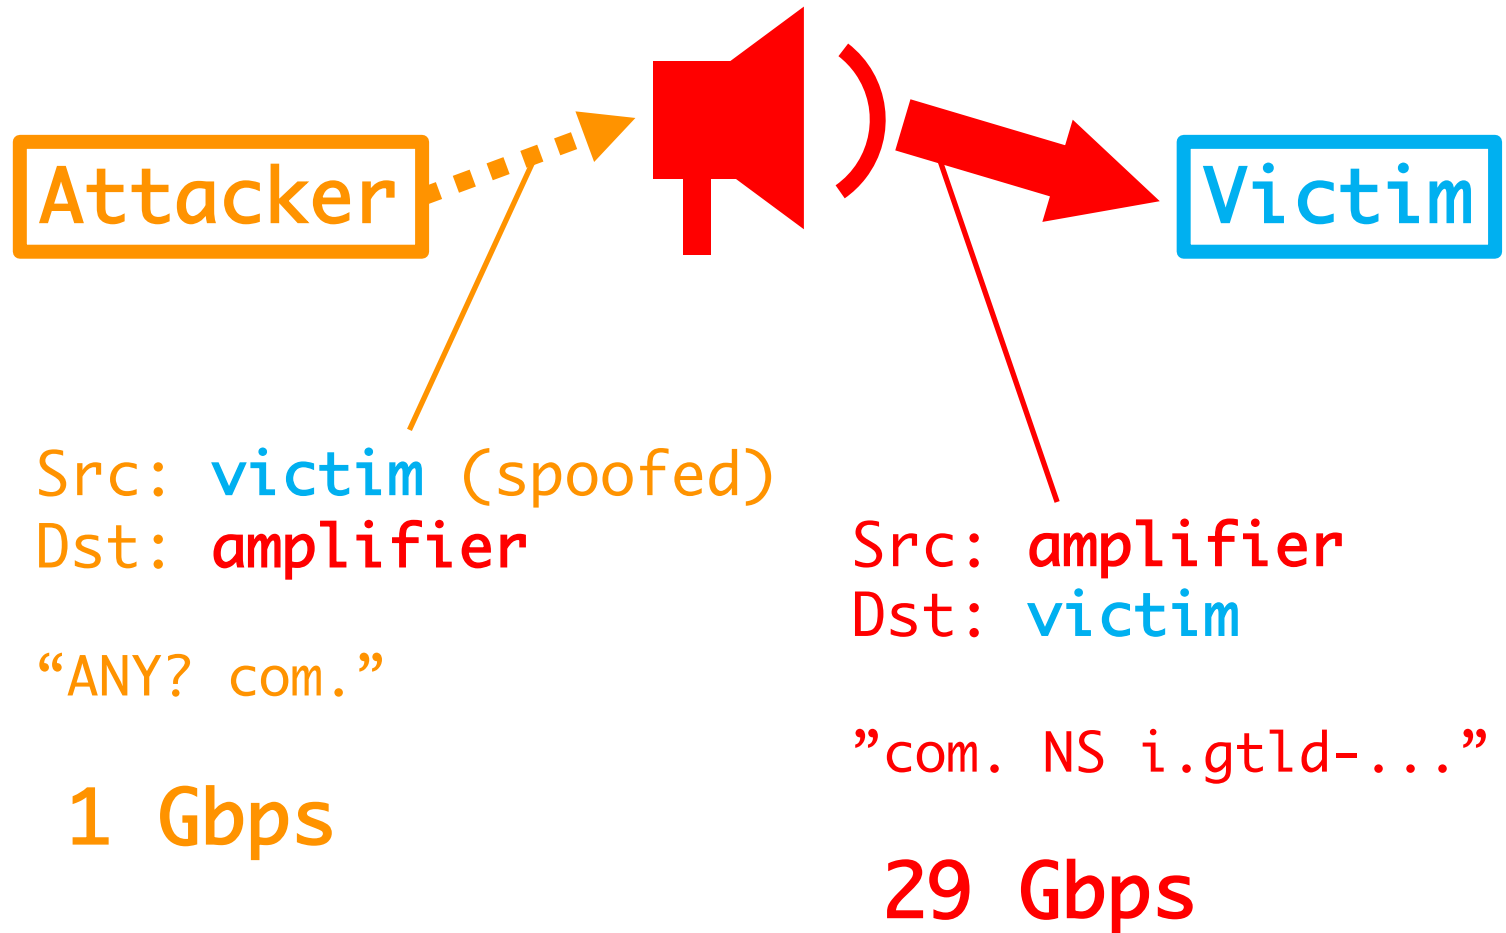 Attacker
Victim
Src: victim (spoofed)
Dst: amplifier
“ANY? com.”
1 Gbps
Src: amplifier
Dst: victim
”com. NS i.gtld-...”
29 Gbps